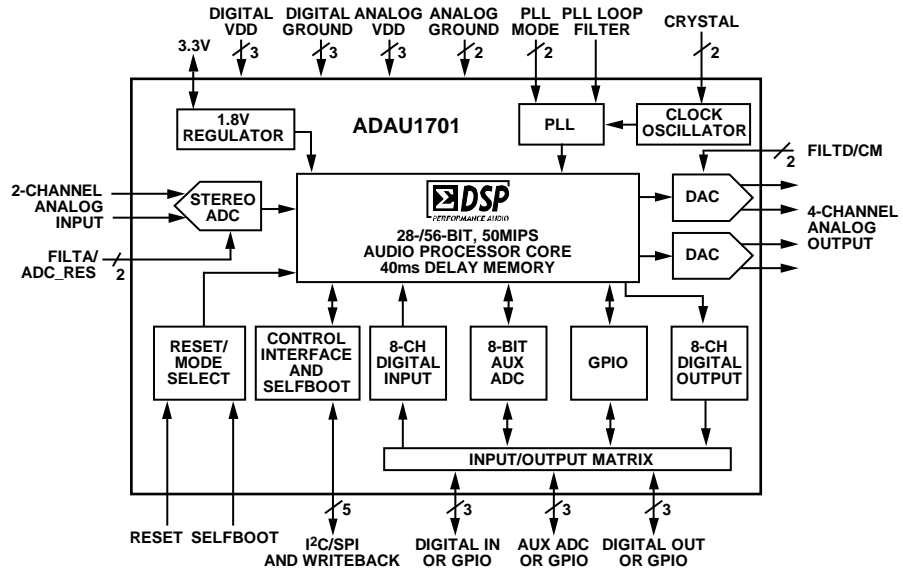 DIGITAL
VDD
DIGITAL
GROUND
ANALOG
VDD
ANALOG
GROUND
PLL
MODE
PLL LOOP
FILTER
CRYSTAL
3.3V
3
3
3
2
2
2
1.8V
REGULATOR
ADAU1701
PLL
CLOCK
OSCILLATOR
2
FILTD/CM
2-CHANNEL
ANALOG
INPUT
STEREO
ADC
FILTA/
ADC_RES
2
DSP
PERFORMANCE AUDIO
28-/56-BIT, 50MIPS
AUDIO PROCESSOR CORE
40ms DELAY MEMORY
DAC
DAC
4-CHANNEL
ANALOG
OUTPUT
RESET/
MODE
SELECT
CONTROL
INTERFACE
AND
SELFBOOT
8-CH
DIGITAL
INPUT
8-BIT
AUX
ADC
GPIO
8-CH
DIGITAL
OUTPUT
INPUT/OUTPUT MATRIX
5
3
3
3
RESET
SELFBOOT
I²C/SPI
AND WRITEBACK
DIGITAL IN
OR GPIO
AUX ADC
OR GPIO
DIGITAL OUT
OR GPIO